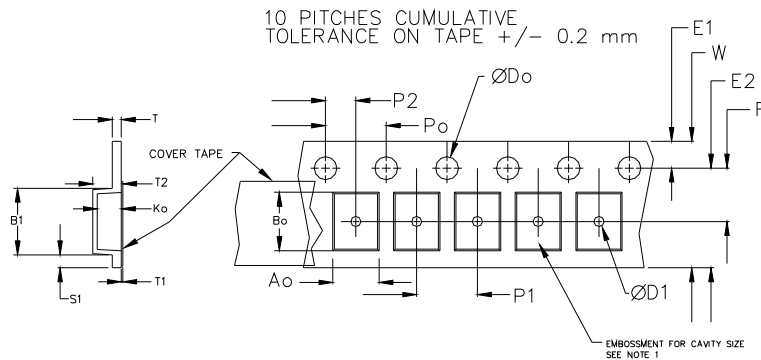 10 PITCHES CUMULATIVE
TOLERANCE ON TAPE +/- 0.2 mm
E1
W
E2
F
P2
Po
ØDo
T
COVER TAPE
T2
Ko
B1
Bo
S1
T1
Ao
P1
ØD1
EMBOSSMENT FOR CAVITY SIZE
SEE NOTE 1